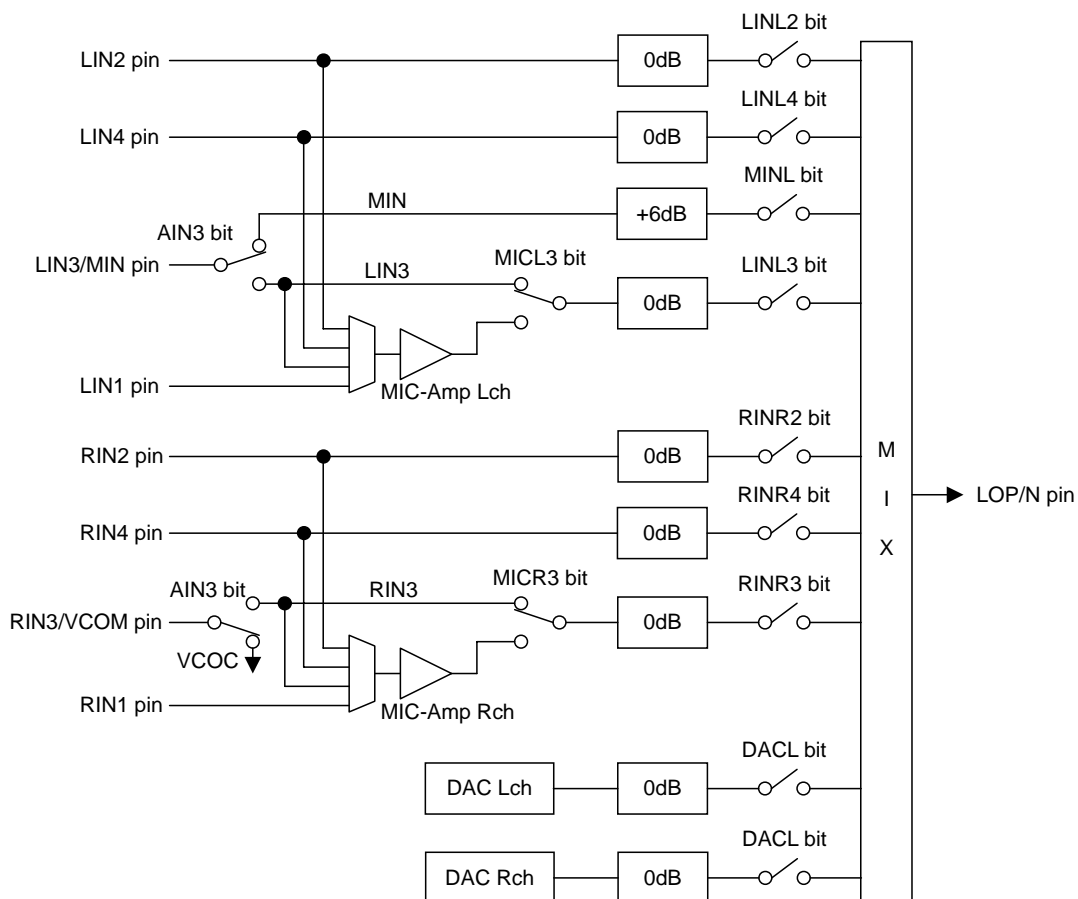 LINL2 bit
LIN2 pin
0dB
LINL4 bit
LIN4 pin
0dB
MINL bit
MIN
+6dB
AIN3 bit
LIN3/MIN pin
LIN3
MICL3 bit
LINL3 bit
0dB
LIN1 pin
MIC-Amp Lch
RINR2 bit
RIN2 pin
0dB
RINR4 bit
RIN4 pin
0dB
AIN3 bit
RIN3/VCOM pin
VCOC
RIN3
MICR3 bit
RINR3 bit
0dB
RIN1 pin
MIC-Amp Rch
DACL bit
DAC Lch
0dB
DACL bit
DAC Rch
0dB
M
I
X
LOP/N pin